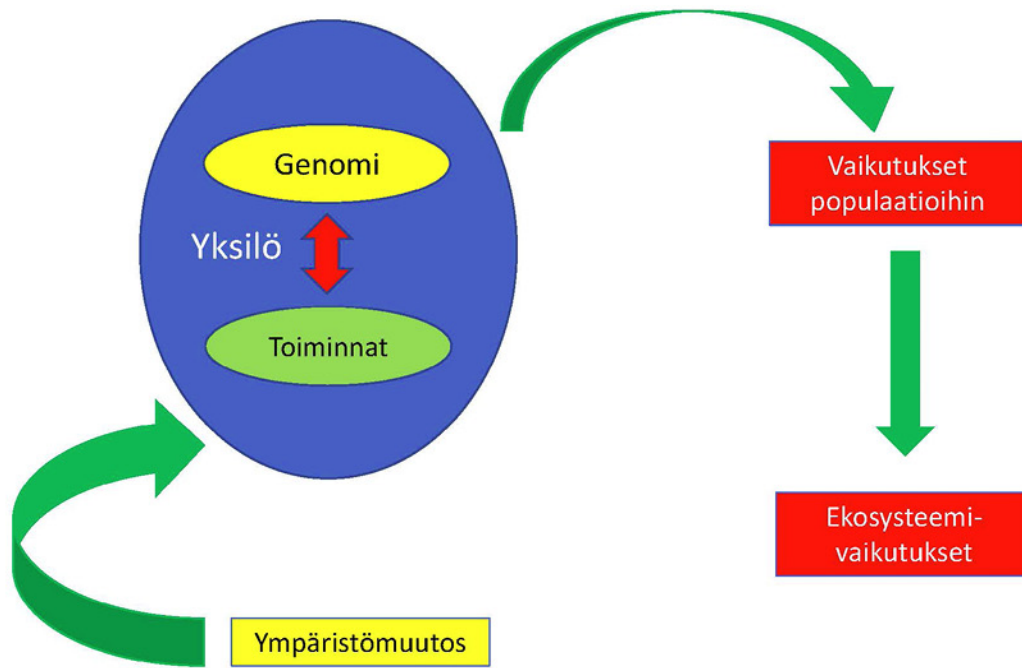 Genomi
Yksilö
Toiminnat
Vaikutukset
populaatioihin
Ekosysteemi-
vaikutukset
Ympäristömuutos